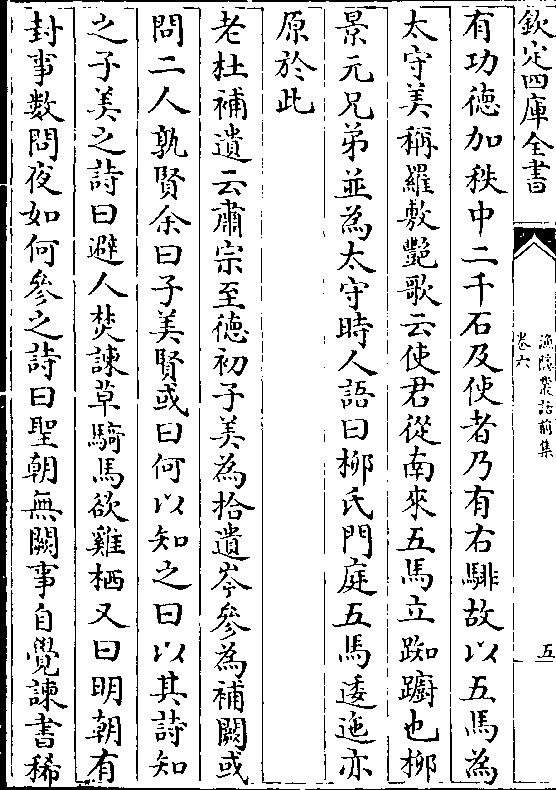 欽定四庫全書
漁隱叢話前集
卷六
五
有功德加秩中二千石及使者乃有右騑故以五馬為
太守美稱羅敷艷歌云使君從南來五馬立踟躕也柳
景元兄弟並為太守時人語曰柳氏門庭五馬逶迤亦
原於此
老杜補遺云肅宗至德初子美為拾遺岑參為補闕或
問二人孰賢余曰子美賢或曰何以知之曰以其詩知
之子美之詩曰避人焚諫草騎馬欲雞栖又曰明朝有
封事數問夜如何參之詩曰聖朝無闕事自覺諫書稀